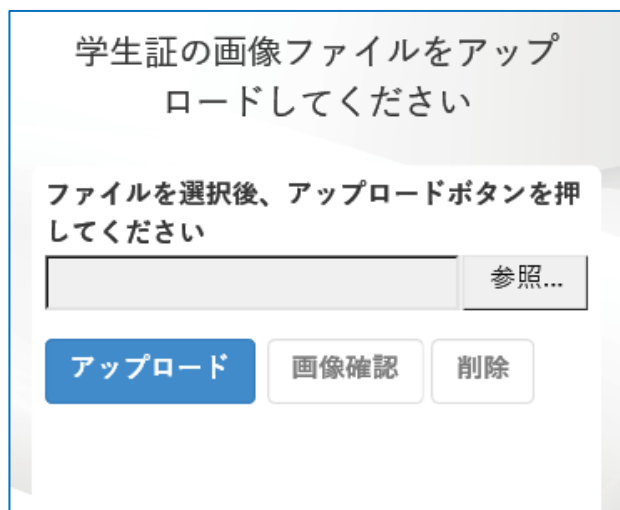 学生証の画像ファイルをアップ
ロードしてください
ファイルを選択後、アップロードボタンを押
してください
参照...
アップロード 画像確認 削除